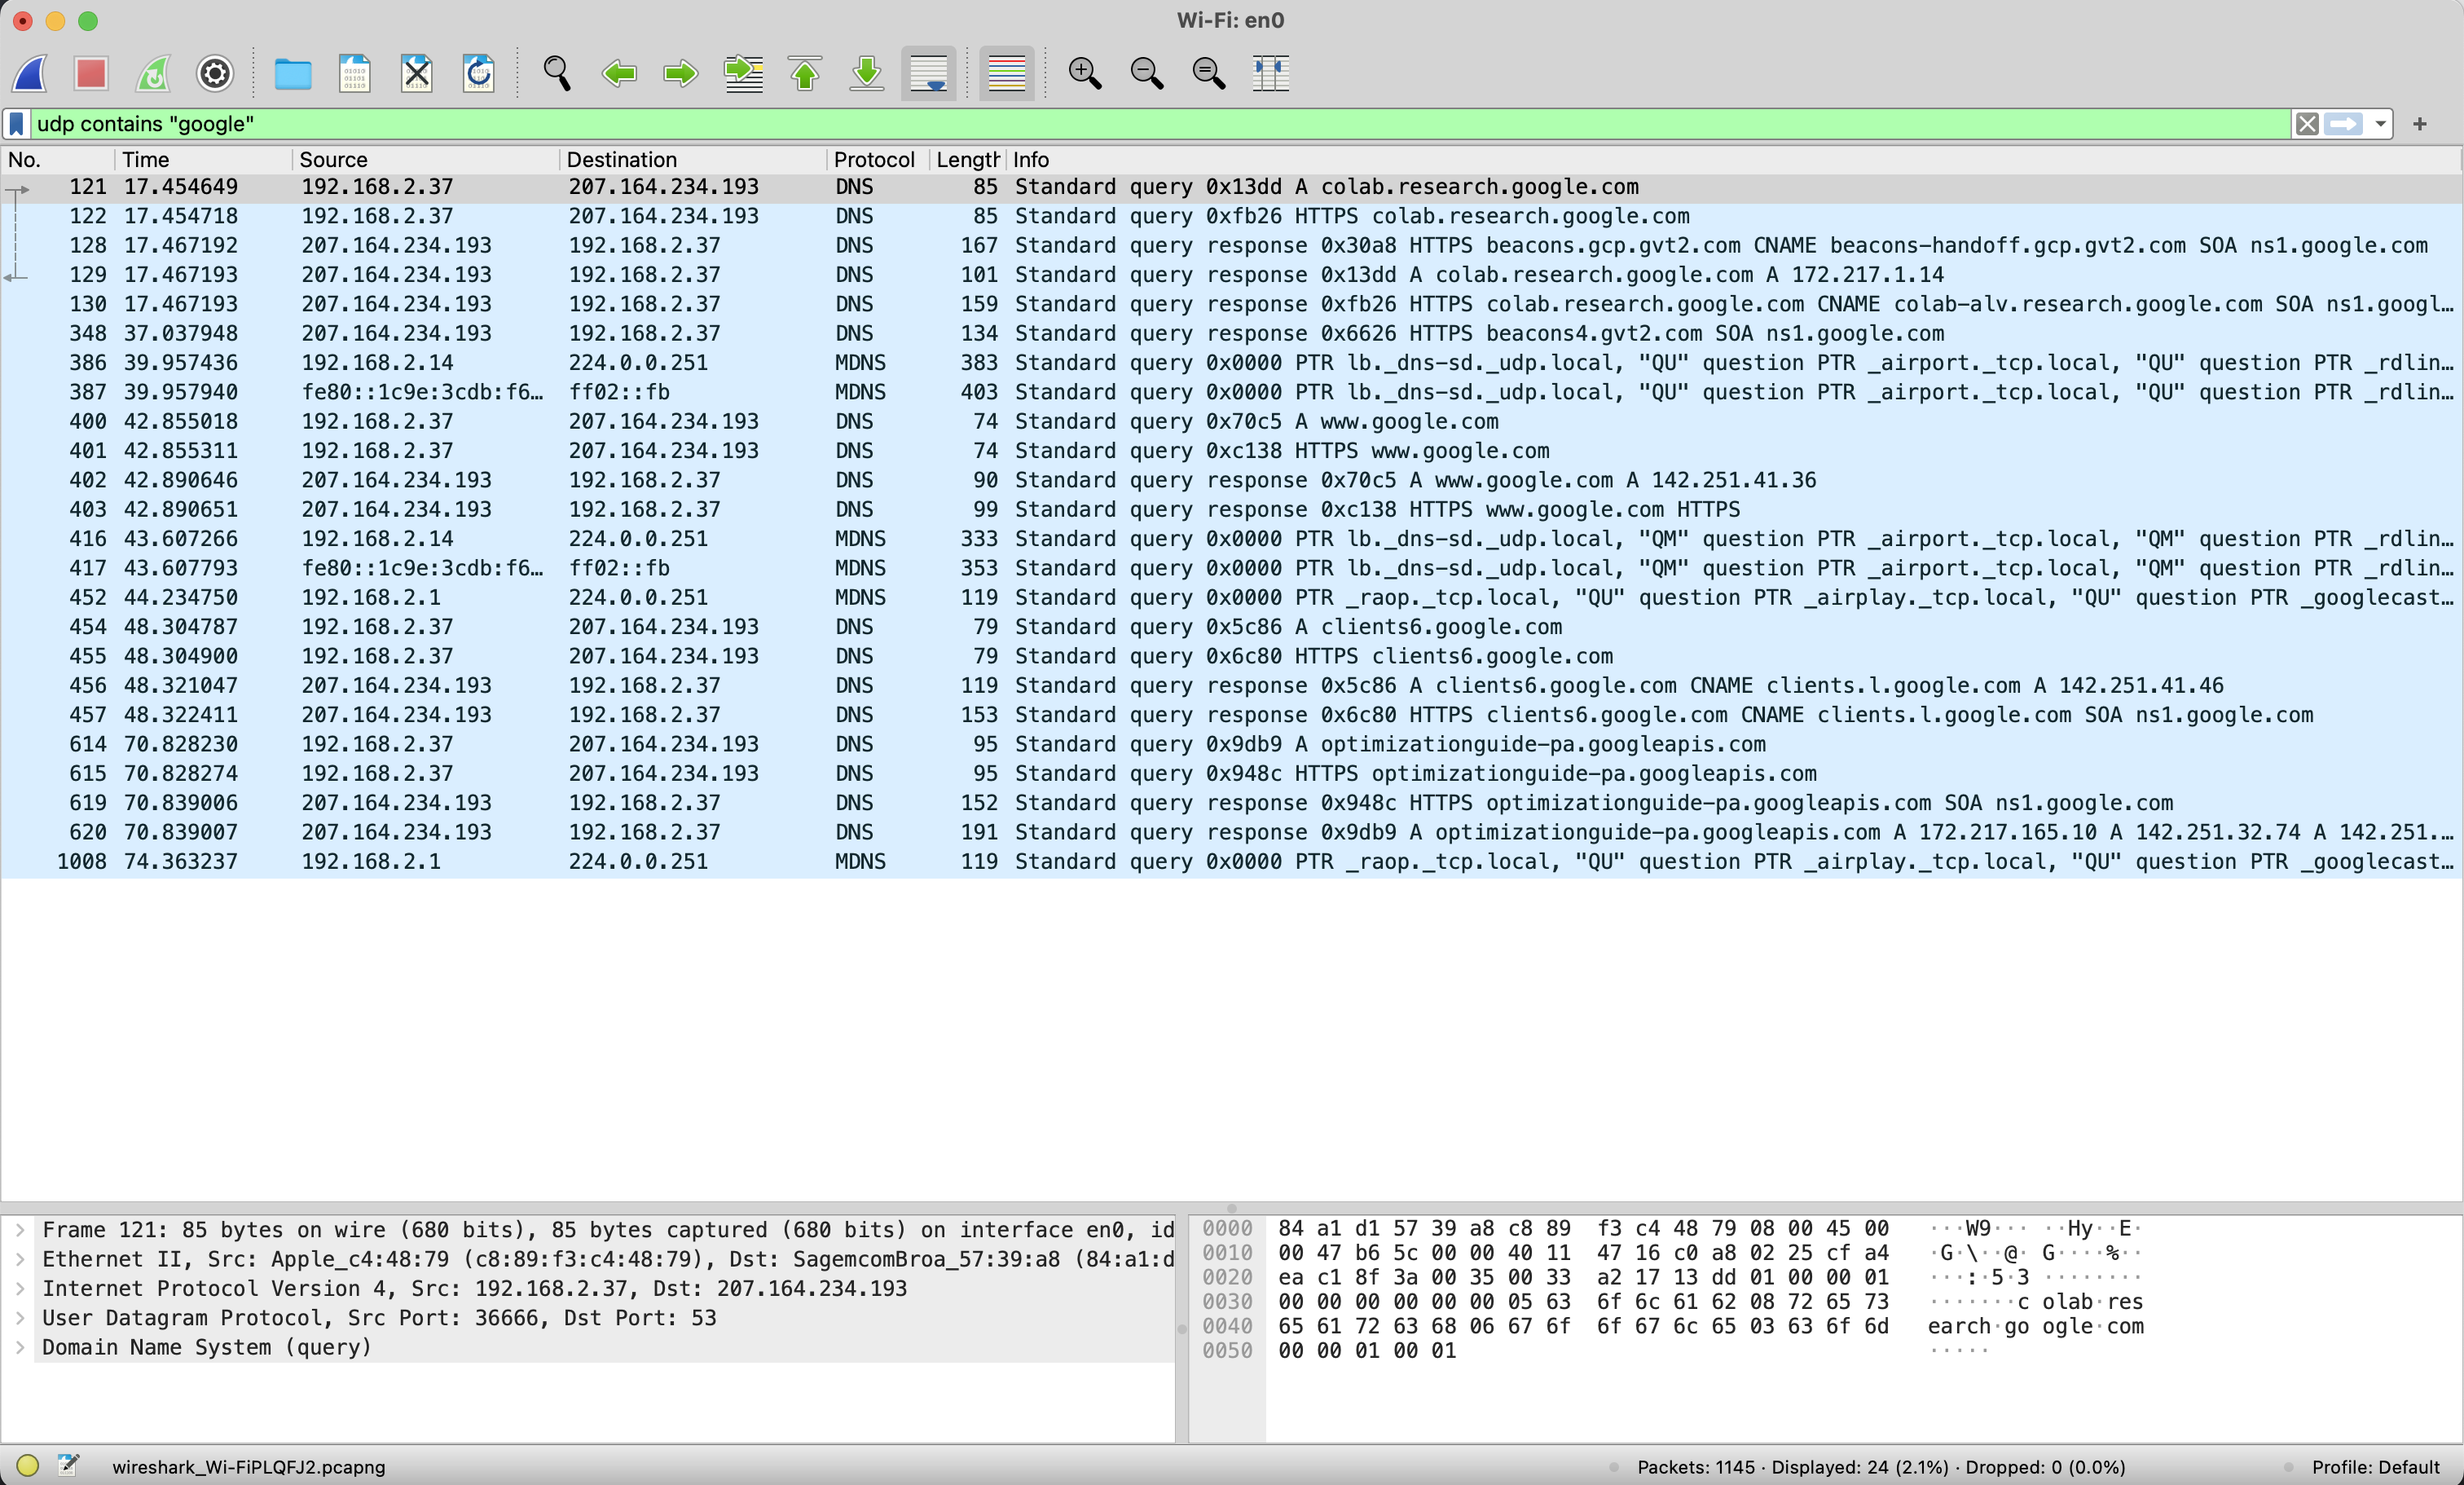 Wi-Fi: en0
udp contains "google"
No. Time Source Destination Protocol Length Info
121 17.454649 192.168.2.37 207.164.234.193 DNS 85 Standard query 0x13dd A colab.research.google.com
122 17.454718 192.168.2.37 207.164.234.193 DNS 85 Standard query 0xfb26 HTTPS colab.research.google.com
128 17.467192 207.164.234.193 192.168.2.37 DNS 167 Standard query response 0x30a8 HTTPS beacons.gcp.gvt2.com CNAME beacons-handoff.gcp.gvt2.com SOA ns1.google.com
129 17.467193 207.164.234.193 192.168.2.37 DNS 101 Standard query response 0x13dd A colab.research.google.com A 172.217.1.14
130 17.467193 207.164.234.193 192.168.2.37 DNS 159 Standard query response 0xfb26 HTTPS colab.research.google.com CNAME colab-alv.research.google.com SOA ns1.googl…
348 37.037948 207.164.234.193 192.168.2.37 DNS 134 Standard query response 0x6626 HTTPS beacons4.gvt2.com SOA ns1.google.com
386 39.957436 192.168.2.14 224.0.0.251 MDNS 383 Standard query 0x0000 PTR lb._dns-sd._udp.local, "QU" question PTR _airport._tcp.local, "QU" question PTR _rdlin…
387 39.957940 fe80::1c9e:3cdb:f6… ff02::fb MDNS 403 Standard query 0x0000 PTR lb._dns-sd._udp.local, "QU" question PTR _airport._tcp.local, "QU" question PTR _rdlin…
400 42.855018 192.168.2.37 207.164.234.193 DNS 74 Standard query 0x70c5 A www.google.com
401 42.855311 192.168.2.37 207.164.234.193 DNS 74 Standard query 0xc138 HTTPS www.google.com
402 42.890646 207.164.234.193 192.168.2.37 DNS 90 Standard query response 0x70c5 A www.google.com A 142.251.41.36
403 42.890651 207.164.234.193 192.168.2.37 DNS 99 Standard query response 0xc138 HTTPS www.google.com HTTPS
416 43.607266 192.168.2.14 224.0.0.251 MDNS 333 Standard query 0x0000 PTR lb._dns-sd._udp.local, "QM" question PTR _airport._tcp.local, "QM" question PTR _rdlin…
417 43.607793 fe80::1c9e:3cdb:f6… ff02::fb MDNS 353 Standard query 0x0000 PTR lb._dns-sd._udp.local, "QM" question PTR _airport._tcp.local, "QM" question PTR _rdlin…
452 44.234750 192.168.2.1 224.0.0.251 MDNS 119 Standard query 0x0000 PTR _raop._tcp.local, "QU" question PTR _airplay._tcp.local, "QU" question PTR _googlecast…
454 48.304787 192.168.2.37 207.164.234.193 DNS 79 Standard query 0x5c86 A clients6.google.com
455 48.304900 192.168.2.37 207.164.234.193 DNS 79 Standard query 0x6c80 HTTPS clients6.google.com
456 48.321047 207.164.234.193 192.168.2.37 DNS 119 Standard query response 0x5c86 A clients6.google.com CNAME clients.l.google.com A 142.251.41.46
457 48.322411 207.164.234.193 192.168.2.37 DNS 153 Standard query response 0x6c80 HTTPS clients6.google.com CNAME clients.l.google.com SOA ns1.google.com
614 70.828230 192.168.2.37 207.164.234.193 DNS 95 Standard query 0x9db9 A optimizationguide-pa.googleapis.com
615 70.828274 192.168.2.37 207.164.234.193 DNS 95 Standard query 0x948c HTTPS optimizationguide-pa.googleapis.com
619 70.839006 207.164.234.193 192.168.2.37 DNS 152 Standard query response 0x948c HTTPS optimizationguide-pa.googleapis.com SOA ns1.google.com
620 70.839007 207.164.234.193 192.168.2.37 DNS 191 Standard query response 0x9db9 A optimizationguide-pa.googleapis.com A 172.217.165.10 A 142.251.32.74 A 142.251.…
1008 74.363237 192.168.2.1 224.0.0.251 MDNS 119 Standard query 0x0000 PTR _raop._tcp.local, "QU" question PTR _airplay._tcp.local, "QU" question PTR _googlecast…
Frame 121: 85 bytes on wire (680 bits), 85 bytes captured (680 bits) on interface en0, id
Ethernet II, Src: Apple_c4:48:79 (c8:89:f3:c4:48:79), Dst: SagemcomBroa_57:39:a8 (84:a1:d
Internet Protocol Version 4, Src: 192.168.2.37, Dst: 207.164.234.193
User Datagram Protocol, Src Port: 36666, Dst Port: 53
Domain Name System (query)
0000 84 a1 d1 57 39 a8 c8 89 f3 c4 48 79 08 00 45 00 ···W9··· ··Hy··E·
0010 00 47 b6 5c 00 00 40 11 47 16 c0 a8 02 25 cf a4 ·G·\··@· G····%··
0020 ea c1 8f 3a 00 35 00 33 a2 17 13 dd 01 00 00 01 ···:·5·3 ········
0030 00 00 00 00 00 00 05 63 6f 6c 61 62 08 72 65 73 ·······c olab·res
0040 65 61 72 63 68 06 67 6f 6f 67 6c 65 03 63 6f 6d earch·go ogle·com
0050 00 00 01 00 01 ·····
wireshark_Wi-FiPLQFJ2.pcapng
Packets: 1145 · Displayed: 24 (2.1%) · Dropped: 0 (0.0%)
Profile: Default